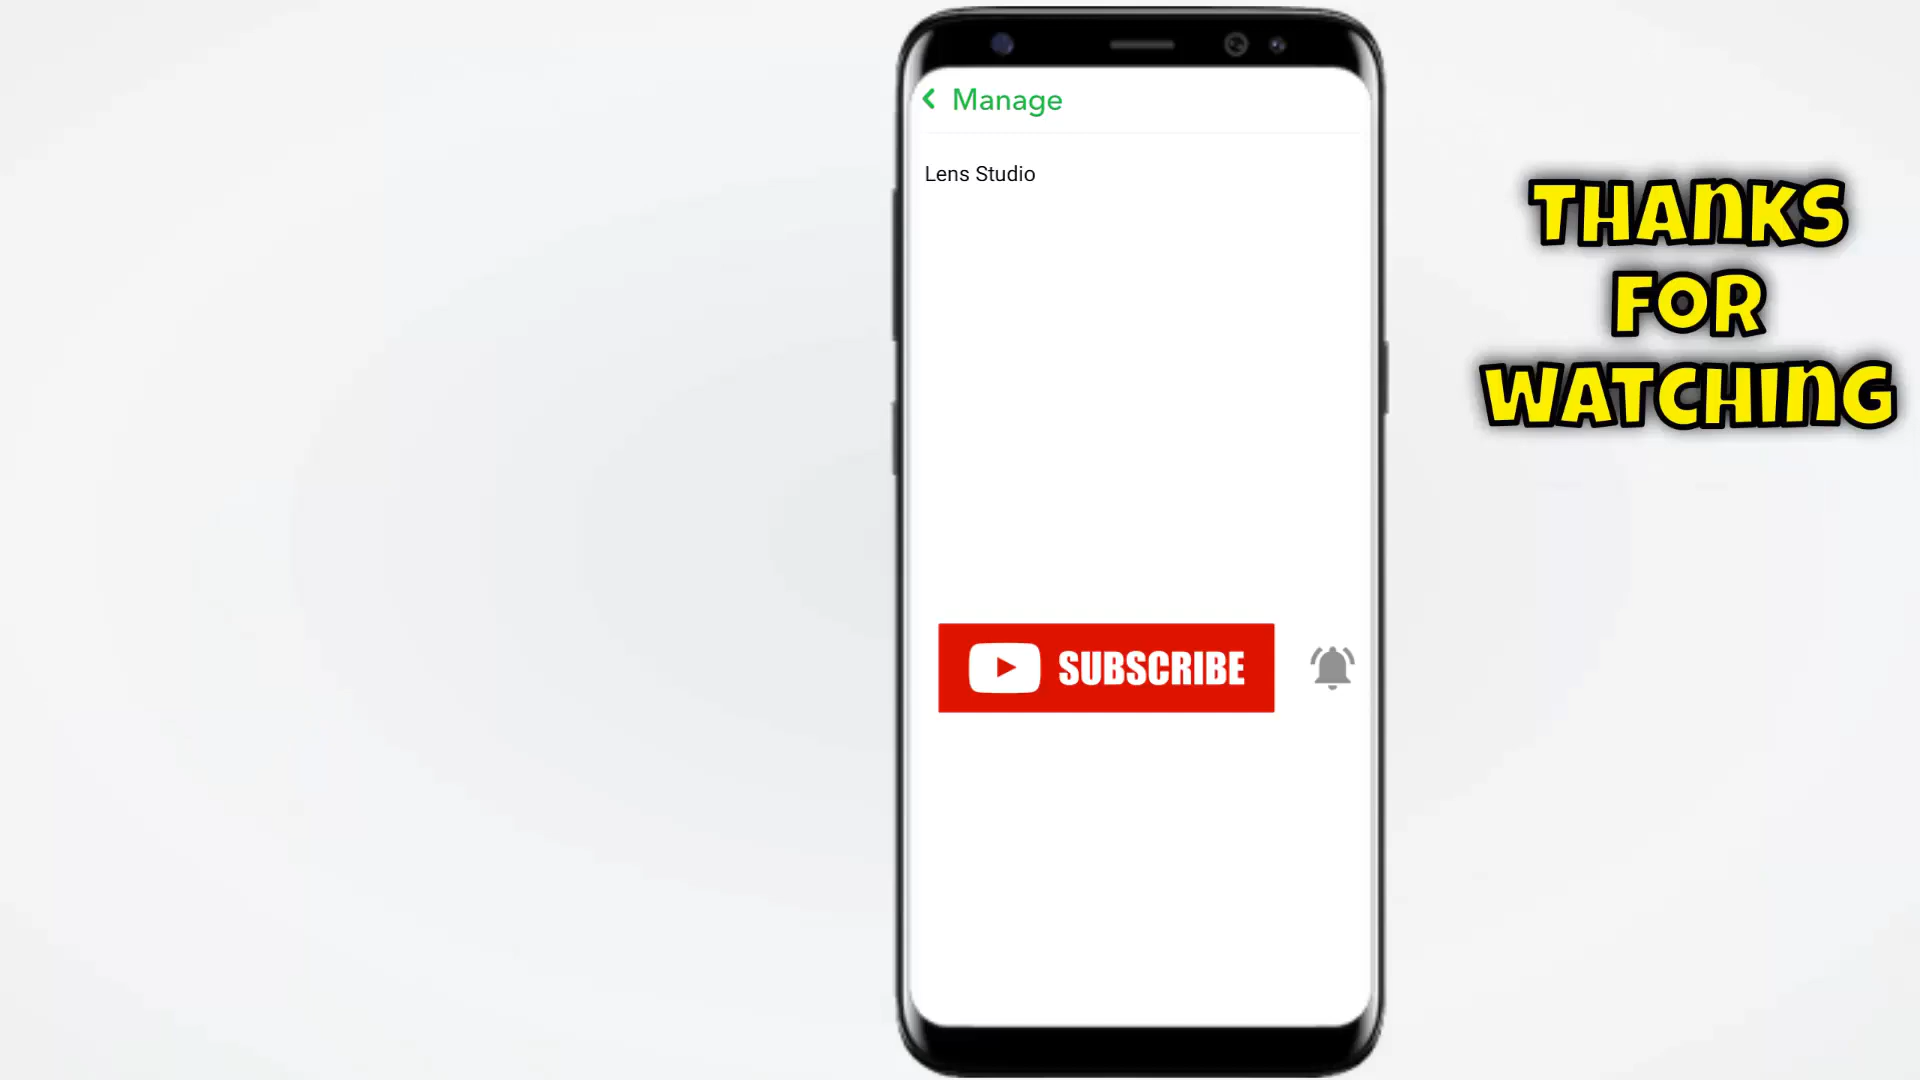 Manage
Lens Studio
THANKS
FOR
WATCHING
SUBSCRIBE